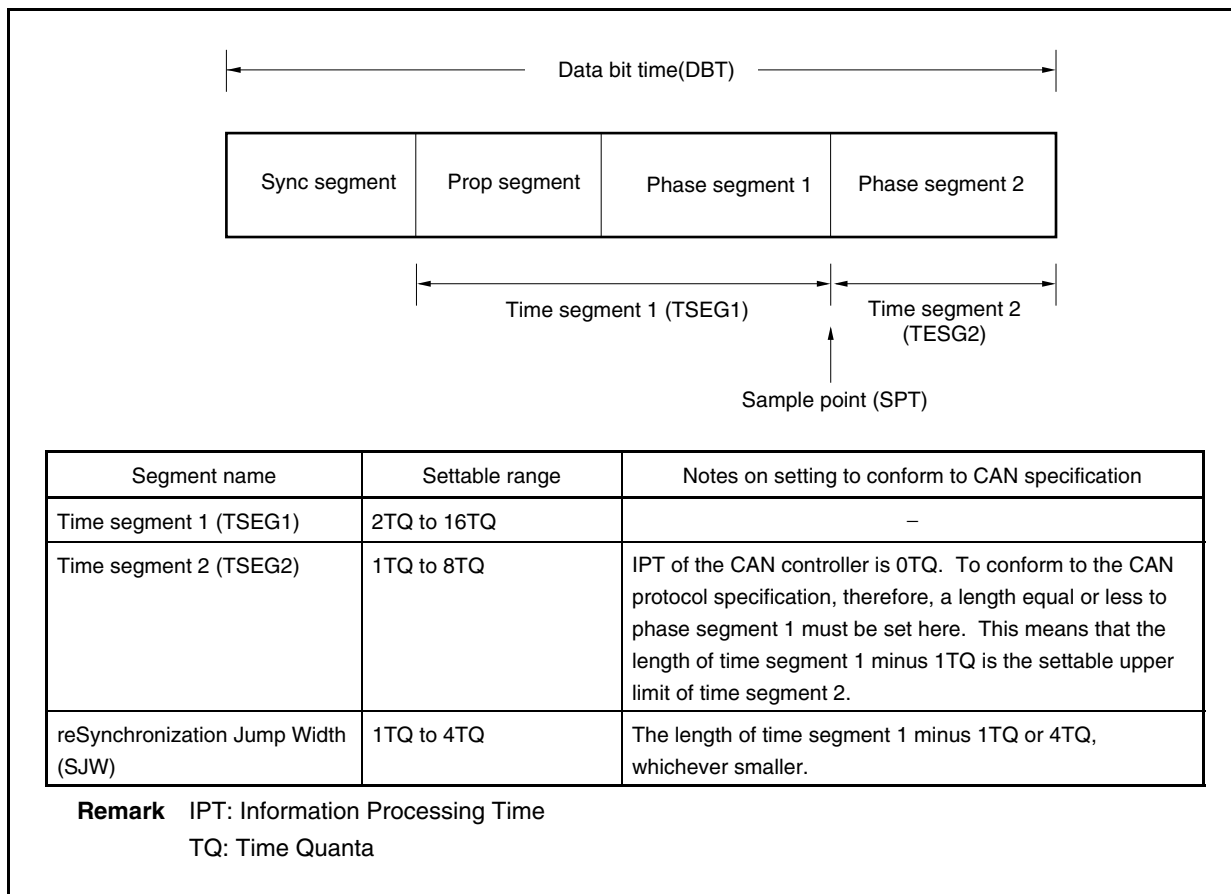 Data bit time(DBT)
Sync segment
Prop segment
Phase segment 1
Phase segment 2
Time segment 1 (TSEG1)
Time segment 2
(TESG2)
Sample point (SPT)
Segment name
Settable range
Notes on setting to conform to CAN specification
Time segment 1 (TSEG1)
2TQ to 16TQ
–
Time segment 2 (TSEG2)
1TQ to 8TQ
IPT of the CAN controller is 0TQ. To conform to the CAN
protocol specification, therefore, a length equal or less to
phase segment 1 must be set here. This means that the
length of time segment 1 minus 1TQ is the settable upper
limit of time segment 2.
reSynchronization Jump Width
(SJW)
1TQ to 4TQ
The length of time segment 1 minus 1TQ or 4TQ,
whichever smaller.
Remark IPT: Information Processing Time
TQ: Time Quanta